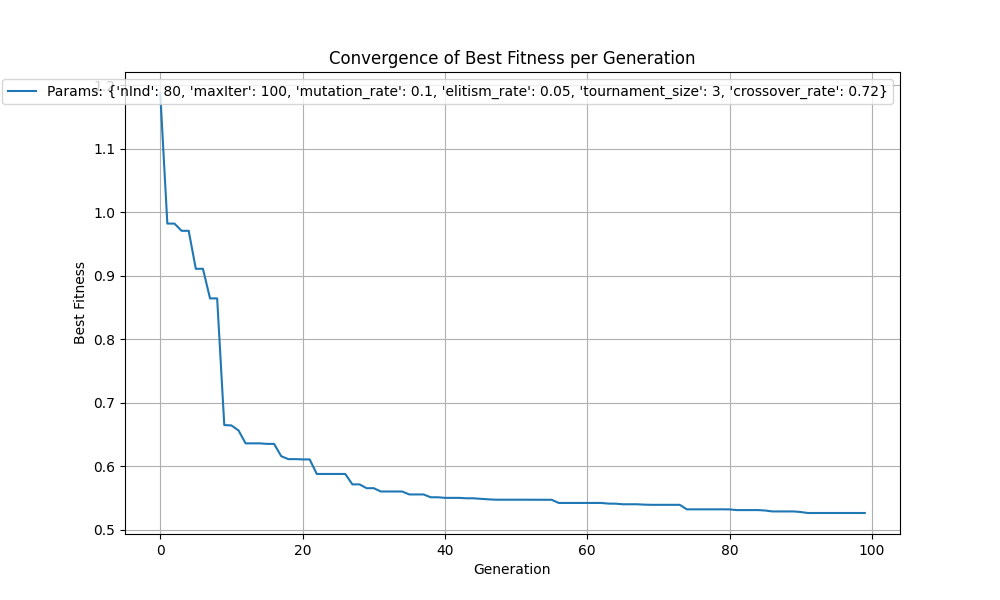 Convergence of Best Fitness per Generation
Params: {'nInd': 80, 'maxIter': 100, 'mutation_rate': 0.1, 'elitism_rate': 0.05, 'tournament_size': 3, 'crossover_rate': 0.72}
1.2
1.1
1.0
0.9
0.8
0.7
0.6
0.5
Best Fitness
0 20 40 60 80 100
Generation